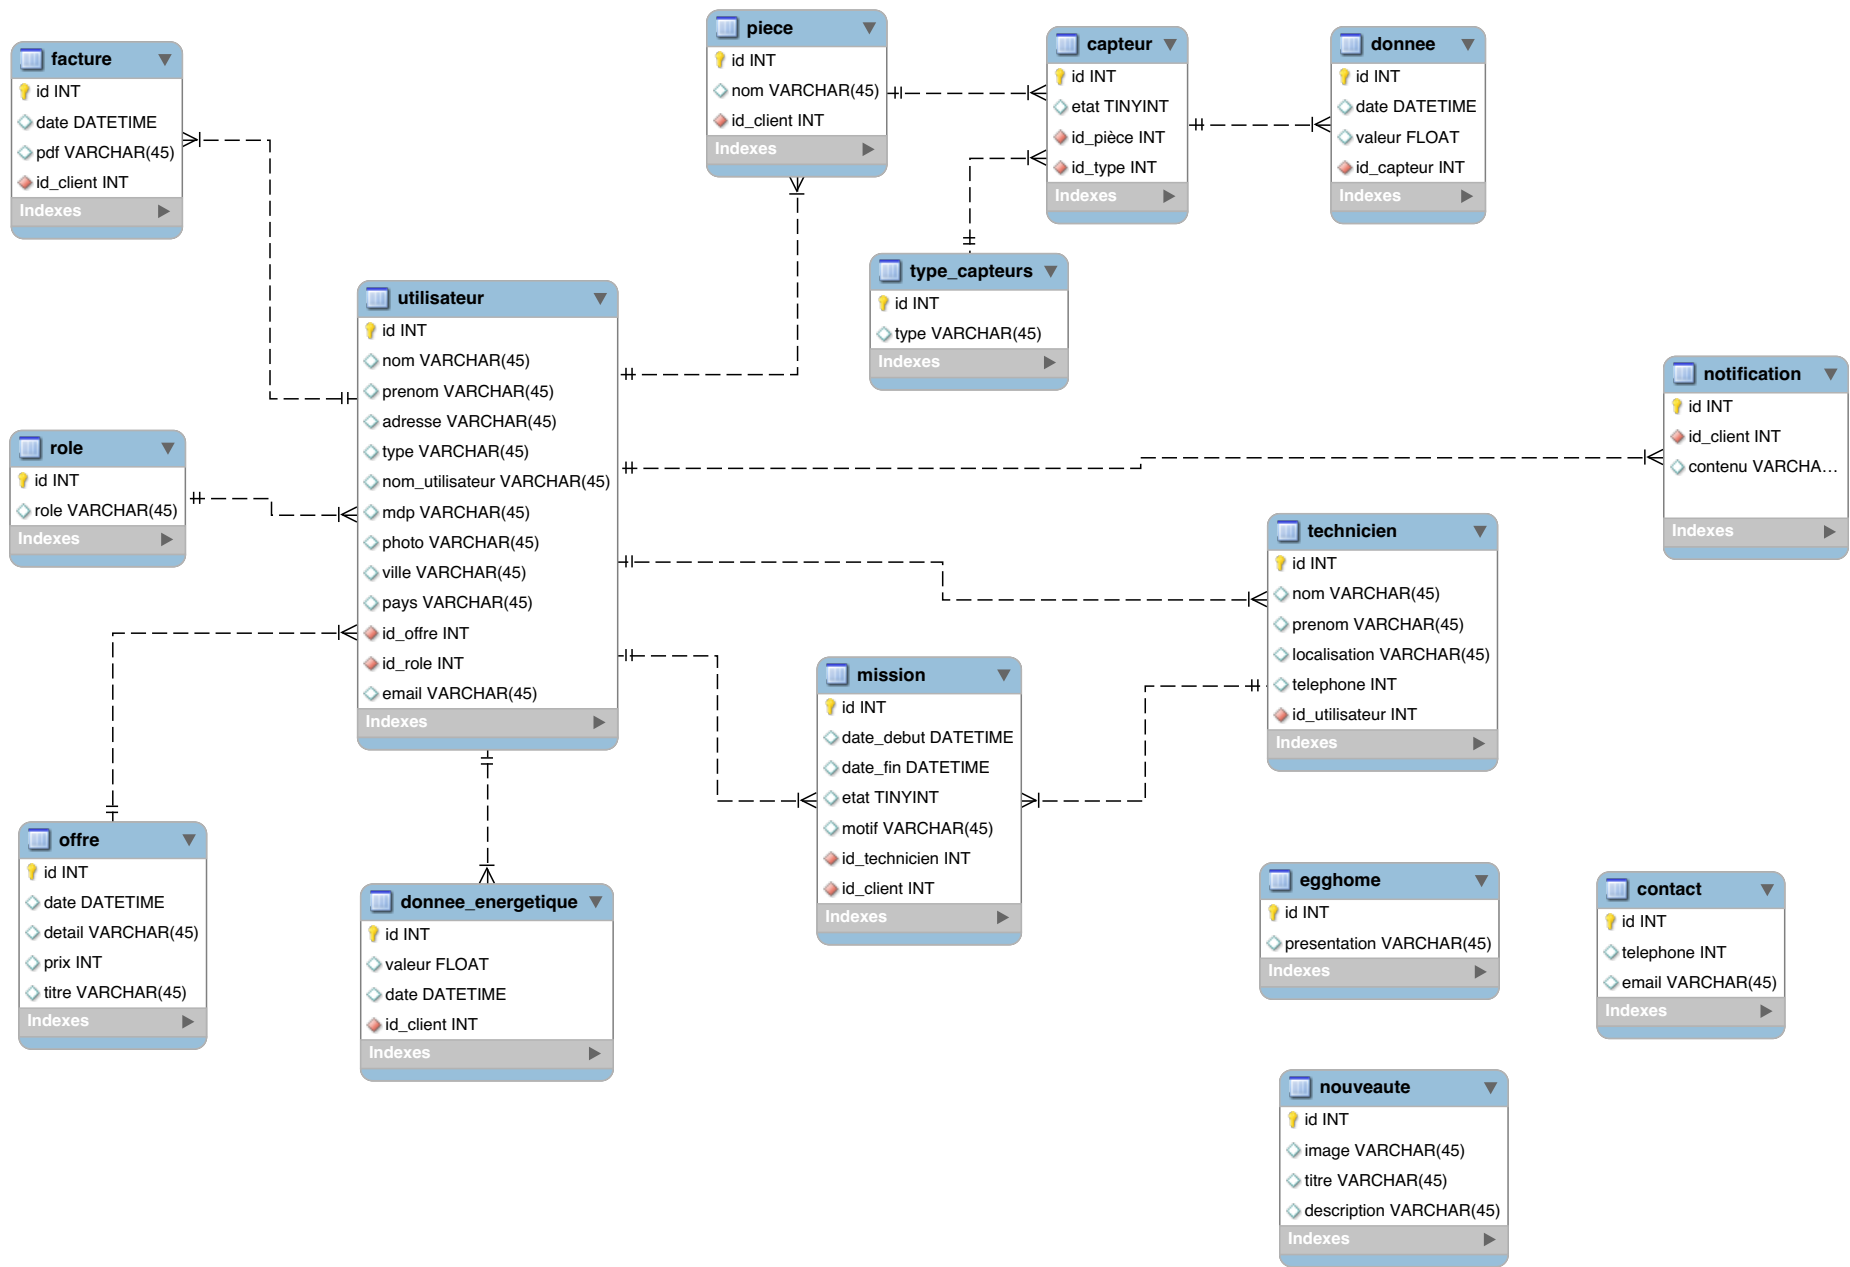 facture
id INT
date DATETIME
pdf VARCHAR(45)
id_client INT
Indexes
piece
id INT
nom VARCHAR(45)
id_client INT
Indexes
capteur
id INT
etat TINYINT
id_pièce INT
id_type INT
Indexes
donnee
id INT
date DATETIME
valeur FLOAT
id_capteur INT
Indexes
type_capteurs
id INT
type VARCHAR(45)
Indexes
utilisateur
id INT
nom VARCHAR(45)
prenom VARCHAR(45)
adresse VARCHAR(45)
type VARCHAR(45)
nom_utilisateur VARCHAR(45)
mdp VARCHAR(45)
photo VARCHAR(45)
ville VARCHAR(45)
pays VARCHAR(45)
id_offre INT
id_role INT
email VARCHAR(45)
Indexes
role
id INT
role VARCHAR(45)
Indexes
notification
id INT
id_client INT
contenu VARCHA...
Indexes
technicien
id INT
nom VARCHAR(45)
prenom VARCHAR(45)
localisation VARCHAR(45)
telephone INT
id_utilisateur INT
Indexes
mission
id INT
date_debut DATETIME
date_fin DATETIME
etat TINYINT
motif VARCHAR(45)
id_technicien INT
id_client INT
Indexes
offre
id INT
date DATETIME
detail VARCHAR(45)
prix INT
titre VARCHAR(45)
Indexes
donnee_energetique
id INT
valeur FLOAT
date DATETIME
id_client INT
Indexes
egghome
id INT
presentation VARCHAR(45)
Indexes
contact
id INT
telephone INT
email VARCHAR(45)
Indexes
nouveaute
id INT
image VARCHAR(45)
titre VARCHAR(45)
description VARCHAR(45)
Indexes